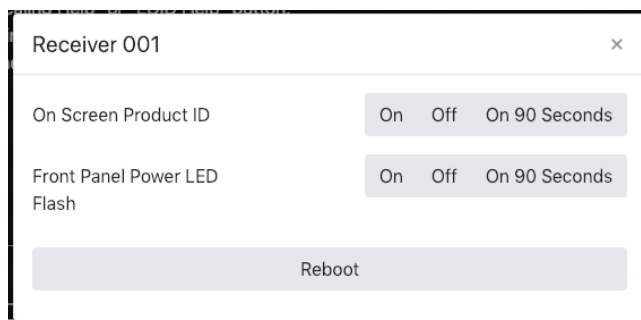 Receiver 001 ×
On Screen Product ID On Off On 90 Seconds
Front Panel Power LED On Off On 90 Seconds
Flash
Reboot